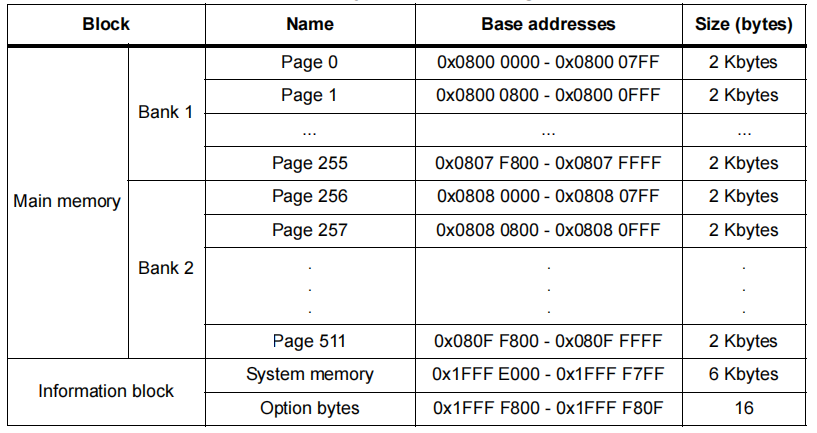 Block Name Base addresses Size (bytes)
Main memory Bank 1 Page 0 0x0800 0000 - 0x0800 07FF 2 Kbytes
Page 1 0x0800 0800 - 0x0800 0FFF 2 Kbytes
... ... ...
Page 255 0x0807 F800 - 0x0807 FFFF 2 Kbytes
Bank 2 Page 256 0x0808 0000 - 0x0808 07FF 2 Kbytes
Page 257 0x0808 0800 - 0x0808 0FFF 2 Kbytes
. . .
. . .
. . .
Page 511 0x080F F800 - 0x080F FFFF 2 Kbytes
Information block System memory 0x1FFF E000 - 0x1FFF F7FF 6 Kbytes
Option bytes 0x1FFF F800 - 0x1FFF F80F 16